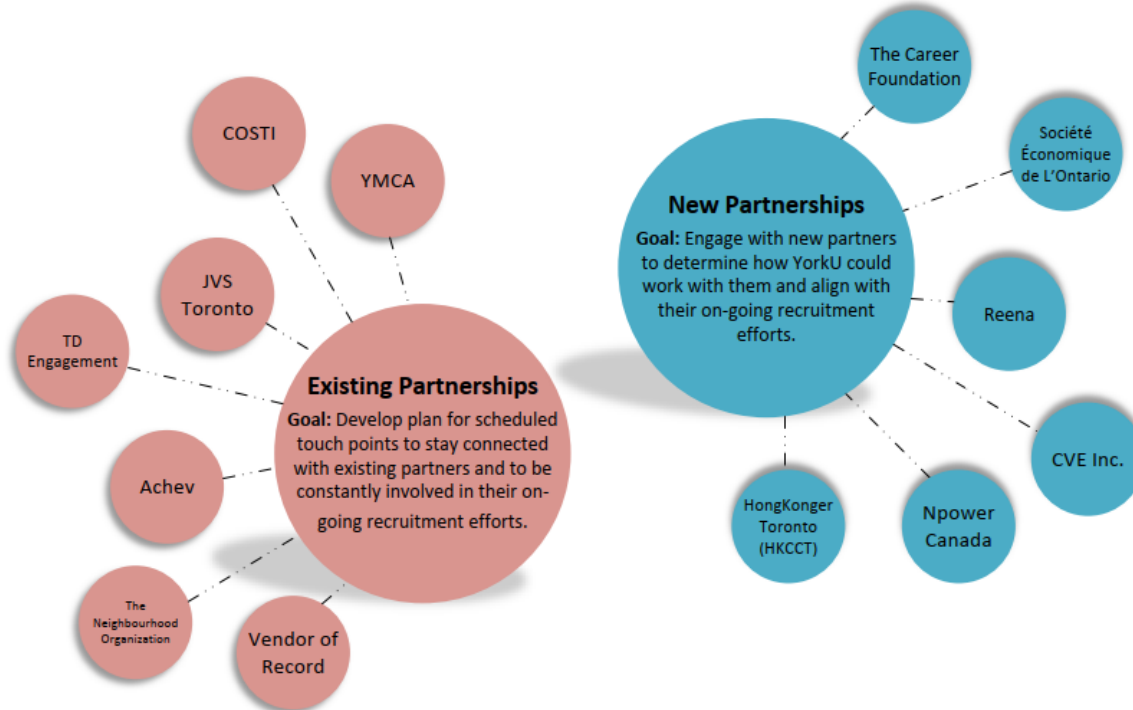 COSTI
YMCA
JVS
Toronto
TD
Engagement
Existing Partnerships
Goal: Develop plan for scheduled
touch points to stay connected
with existing partners and to be
constantly involved in their on-
going recruitment efforts.
Achev
The
Neighbourhood
Organization
Vendor of
Record
The Career
Foundation
Société
Économique
de L’Ontario
New Partnerships
Goal: Engage with new partners
to determine how YorkU could
work with them and align with
their on-going recruitment
efforts.
Reena
CVE Inc.
Npower
Canada
HongKonger
Toronto
(HKCCT)